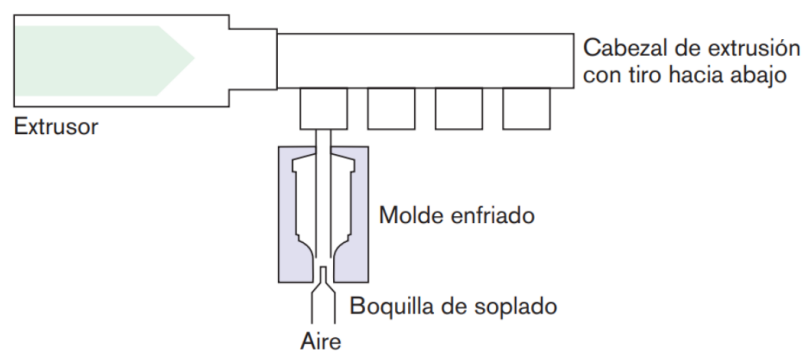 Cabezal de extrusión
con tiro hacia abajo
Extrusor
Molde enfriado
Boquilla de soplado
Aire